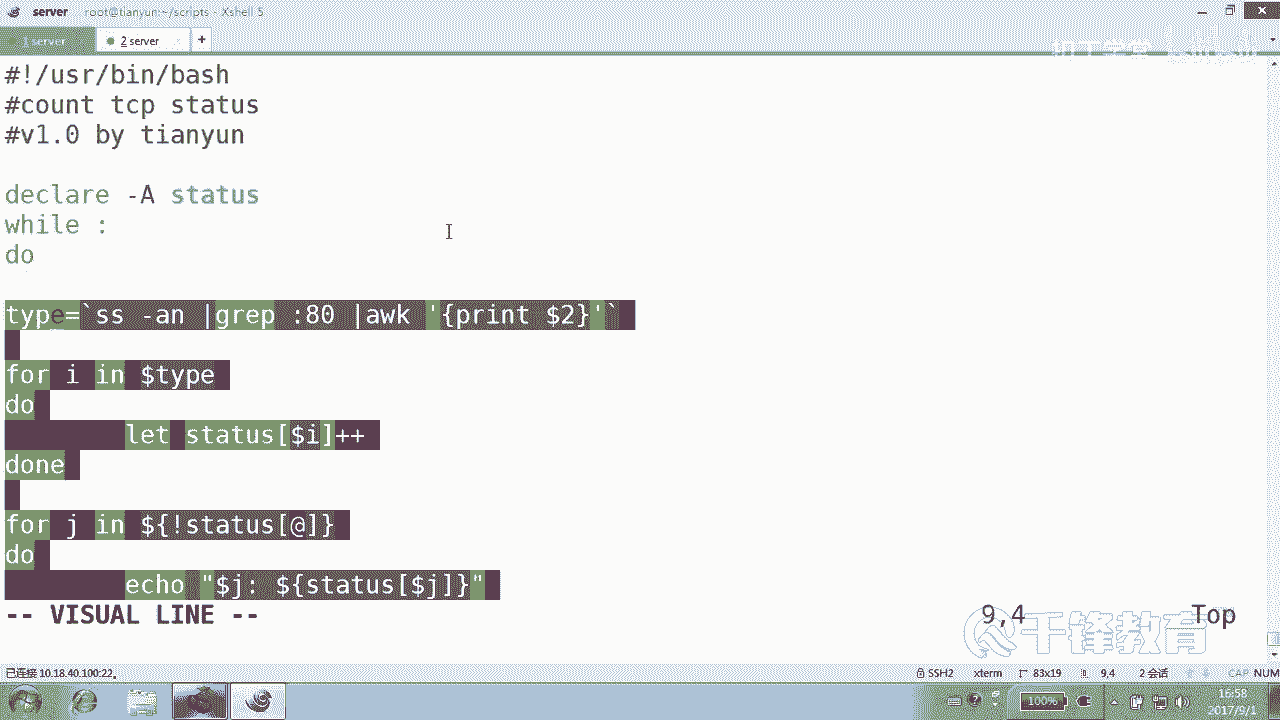 server root@tianyun:~/scripts - Xshell 5
1 server
2 server
+
#!/usr/bin/bash
#count tcp status
#v1.0 by tianyun
declare -A status
while :
do
type=`ss -an |grep :80 |awk '{print $2}'`
for i in $type
do
let status[$i]++
done
for j in ${!status[@]}
do
echo "$j: ${status[$j]}"
-- VISUAL LINE --
9,4
Top
千锋教育
已连接 10.18.40.100:22。
SSH2
xterm
83x19
9,4
2 会话
CAP NUM
100%
16:58
2017/9/1